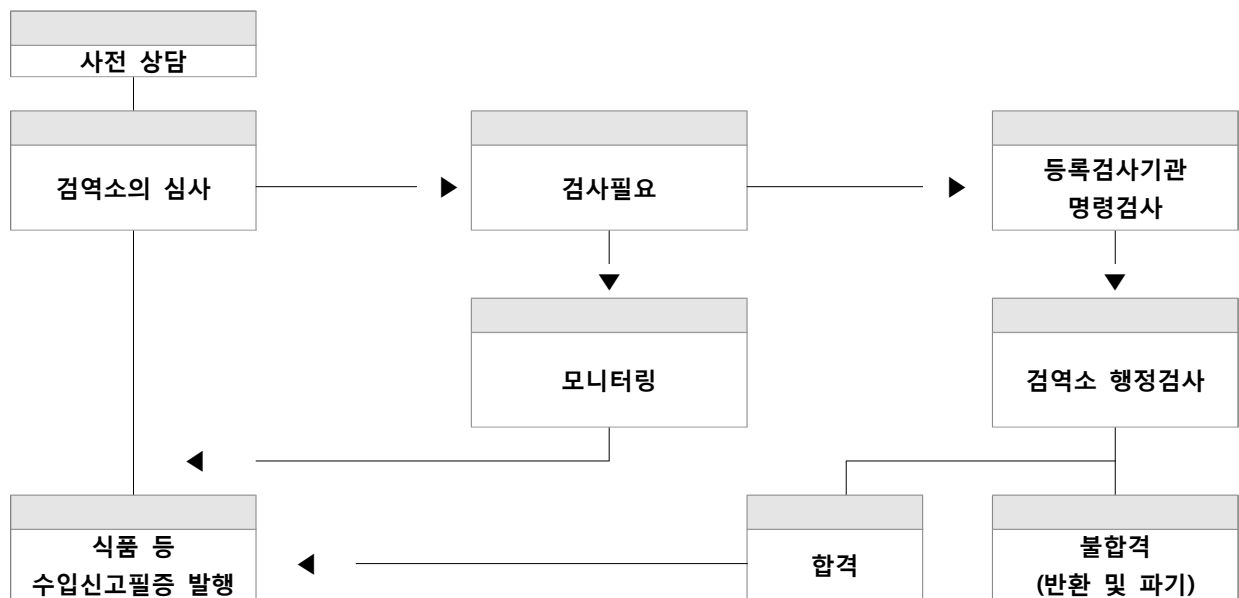 사전 상담
검역소의 심사
검사필요
등록검사기관
명령검사
모니터링
검역소 행정검사
식품 등
수입신고필증 발행
합격
불합격
(반환 및 파기)